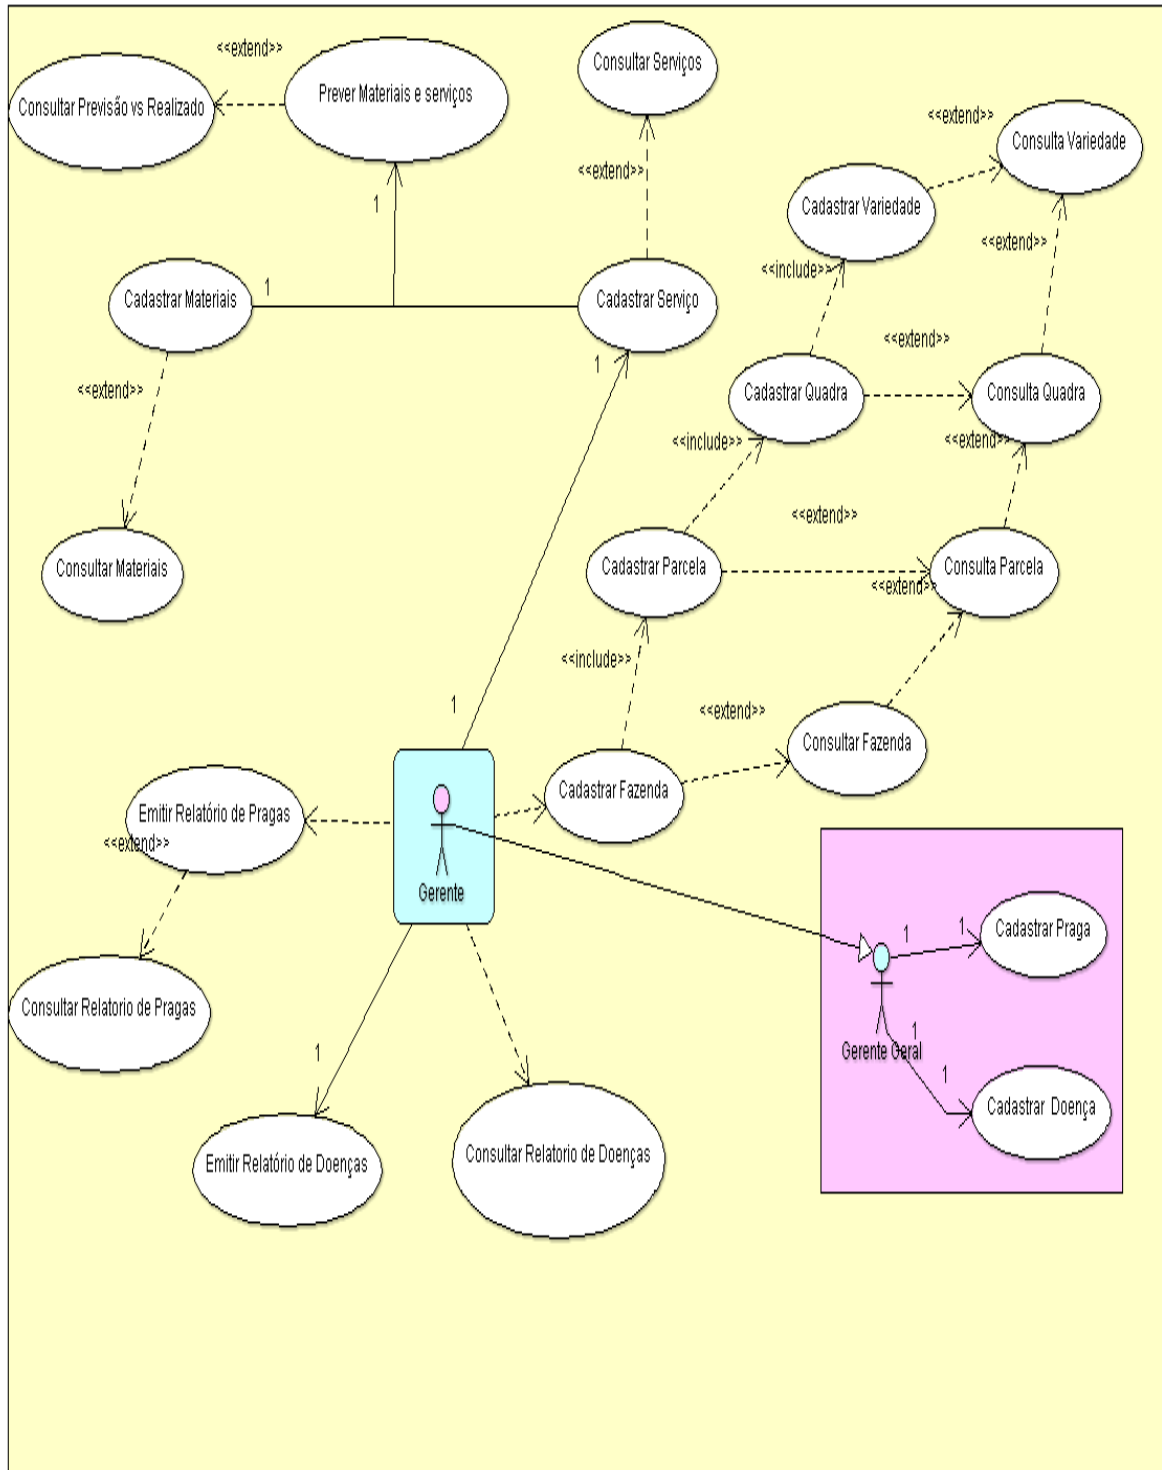 <<extend>>
Consultar Serviços
Prever Materiais e serviços
Consultar Previsão vs Realizado
<<extend>>
Consulta Variedade
<<extend>>
1
Cadastrar Variedade
<<extend>>
<<include>>
Cadastrar Materiais
1
Cadastrar Serviço
1
<<extend>>
<<extend>>
Cadastrar Quadra
Consulta Quadra
<<include>>
<<extend>>
<<extend>>
Consultar Materiais
Cadastrar Parcela
Consulta Parcela
<<extend>>
<<include>>
1
<<extend>>
Consultar Fazenda
Cadastrar Fazenda
Emitir Relatório de Pragas
<<extend>>
Gerente
1
1
Cadastrar Praga
Consultar Relatorio de Pragas
1
1
Gerente Geral
1
Cadastrar Doença
Emitir Relatório de Doenças
Consultar Relatorio de Doenças